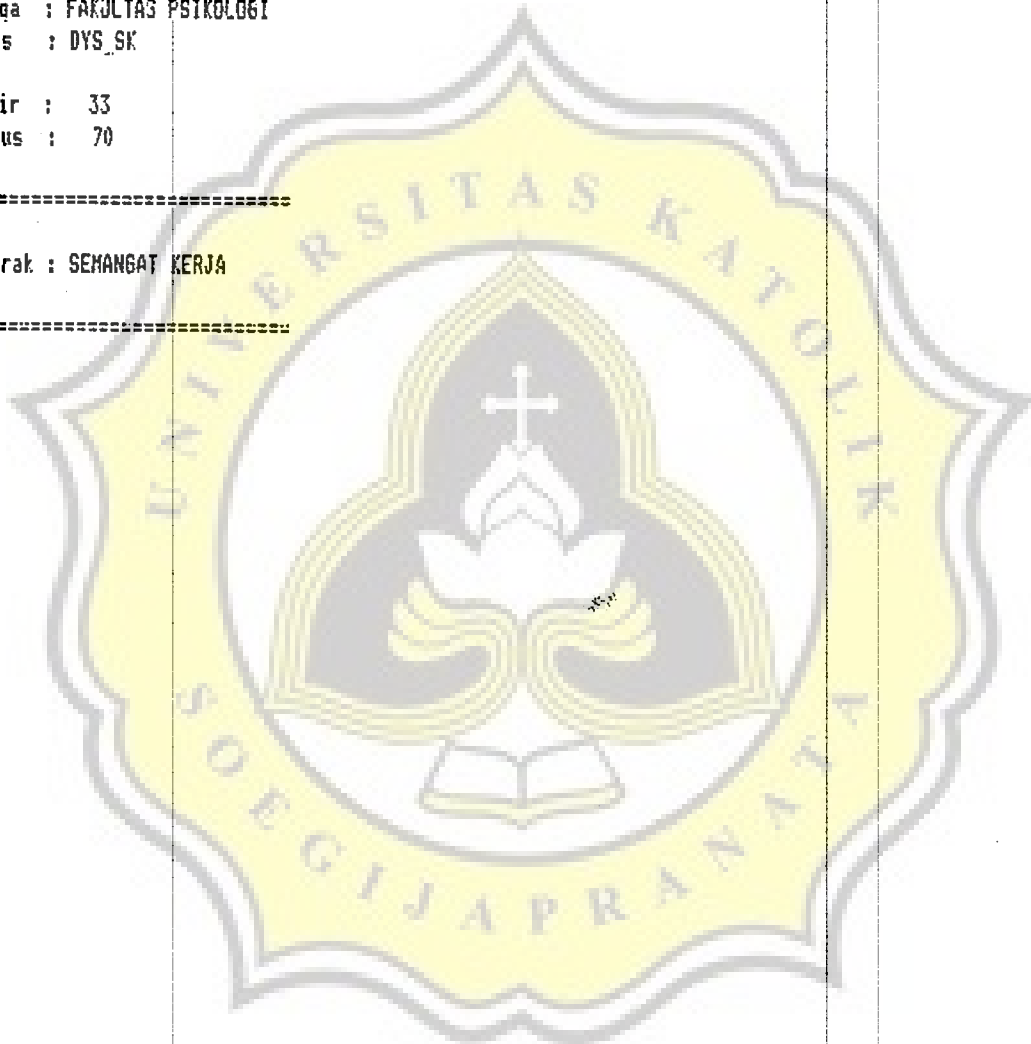 ga : FAKULTAS PSIKOLOGI
s : DYS_SK
ir : 33
us : 70
==================================
rak : SEMANGAT KERJA
==================================
UNIVERSITAS KATOLIK
SOEGIJAPRANATA